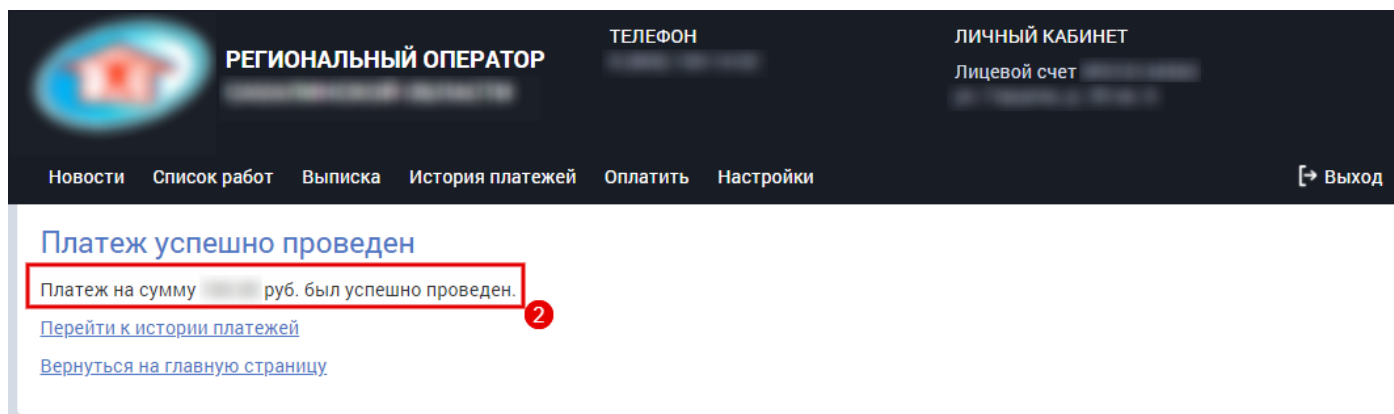 РЕГИОНАЛЬНЫЙ ОПЕРАТОР
ТЕЛЕФОН
ЛИЧНЫЙ КАБИНЕТ
Лицевой счет
Новости Список работ Выписка История платежей Оплатить Настройки Выход
Платеж успешно проведен
Платеж на сумму руб. был успешно проведен.
2
Перейти к истории платежей
Вернуться на главную страницу